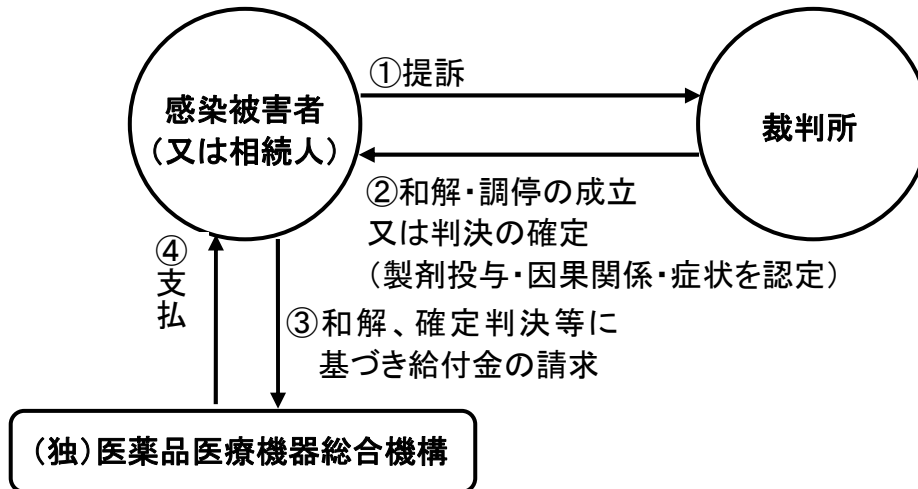 ①提訴
感染被害者
(又は相続人)
裁判所
②和解・調停の成立
又は判決の確定
(製剤投与・因果関係・症状を認定)
④支払
③和解、確定判決等に
基づき給付金の請求
(独)医薬品医療機器総合機構